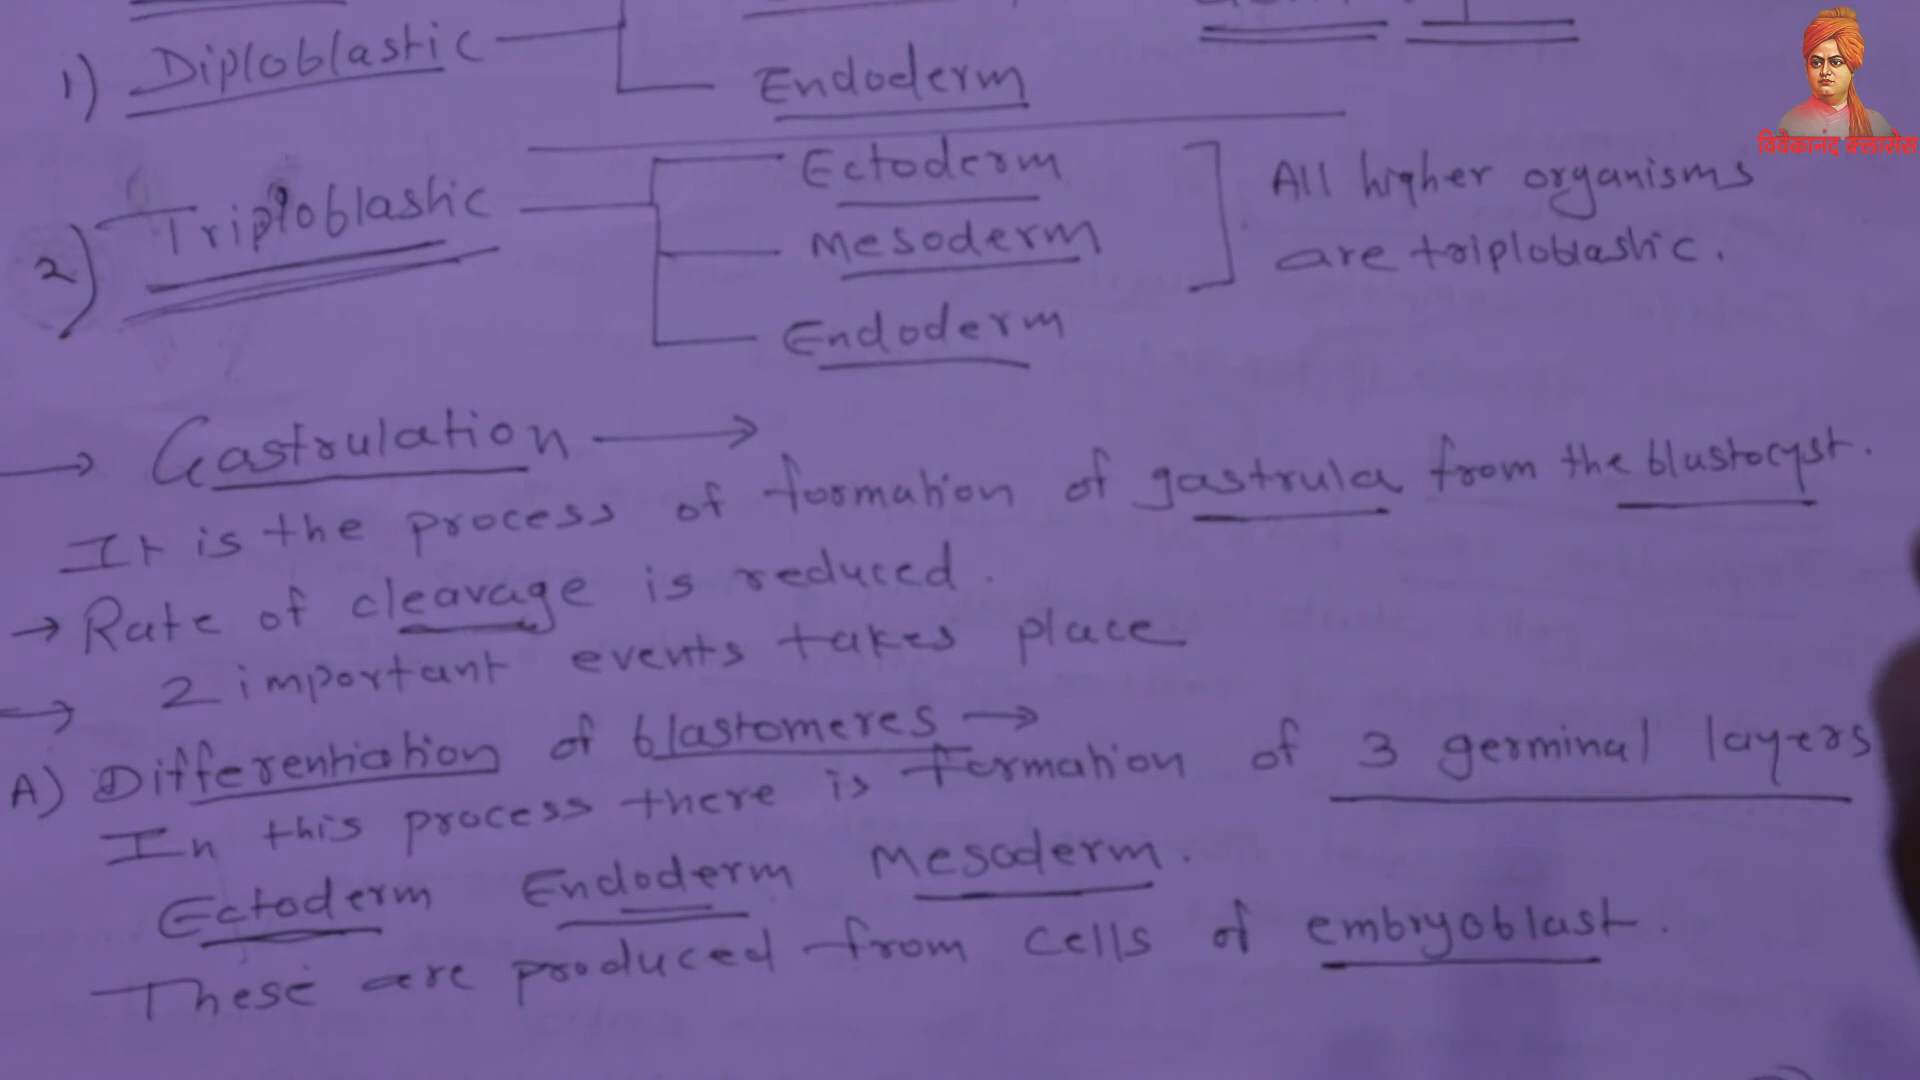 1) Diploblastic
Endoderm
2) Triploblastic
Ectoderm
Mesoderm
Endoderm
All higher organisms
are triploblastic.
→ Gastrulation →
It is the process of formation of gastrula from the blustocyst.
→ Rate of cleavage is reduced.
→ 2 important events takes place
A) Differentiation of blastomeres →
In this process there is formation of 3 germinal layers
Ectoderm Endoderm Mesoderm.
These are produced from cells of embryoblast.
विवेकानंद क्लासेस